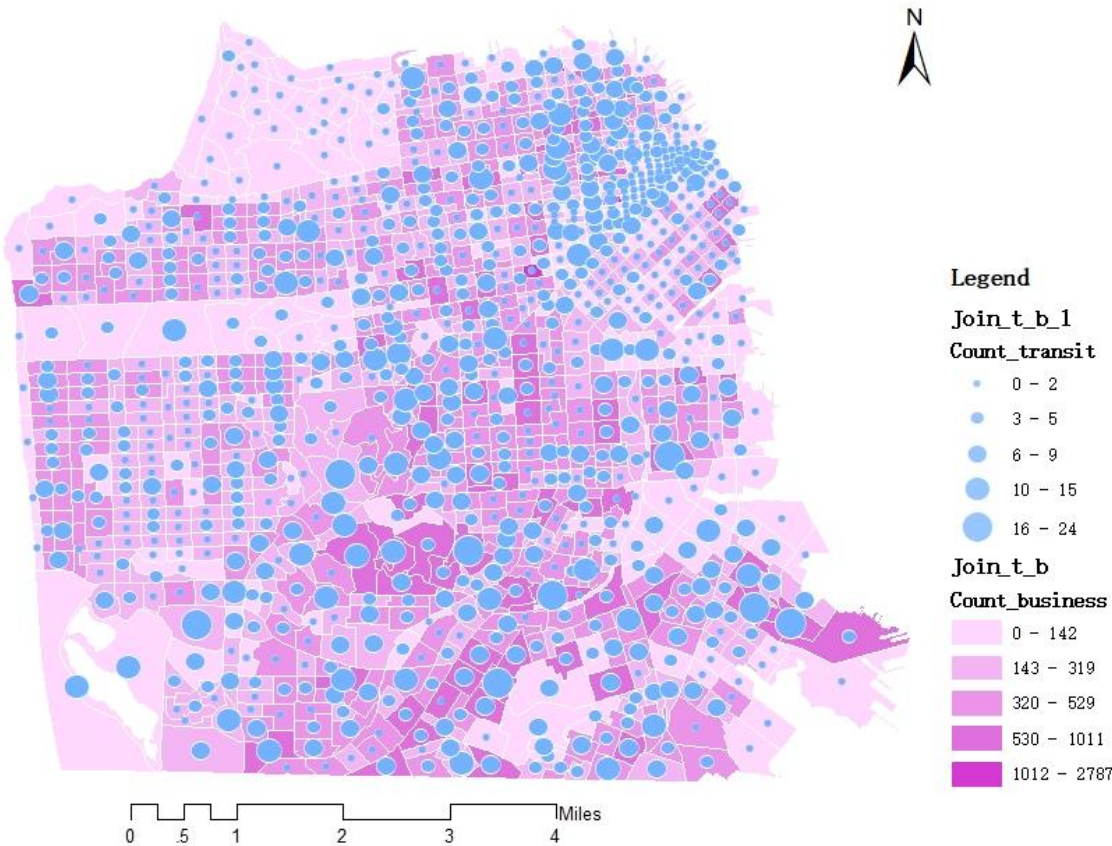 N
Legend
Join_t_b_1
Count_transit
0 - 2
3 - 5
6 - 9
10 - 15
16 - 24
Join_t_b
Count_business
0 - 142
143 - 319
320 - 529
530 - 1011
1012 - 2787
Miles
0 .5 1 2 3 4